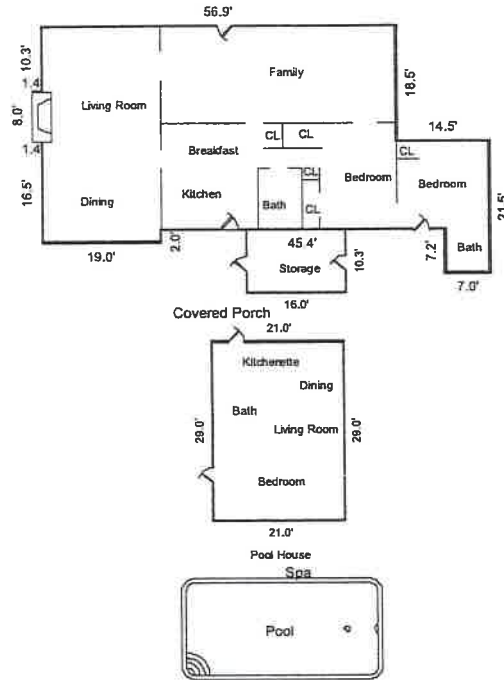 56.9'
10.3'
Family
18.5'
1.4'
Living Room
8.0'
14.5'
CL CL
1.4'
Breakfast
CL
CL
Bedroom
Bedroom
16.5'
Kitchen
21.5'
Dining
Bath
CL
2.0'
45.4'
7.2'
Bath
19.0'
Storage
10.3'
7.0'
16.0'
Covered Porch
21.0'
Kitchenette
Dining
Bath
29.0'
Living Room
29.0'
Bedroom
21.0'
Pool House
Spa
Pool